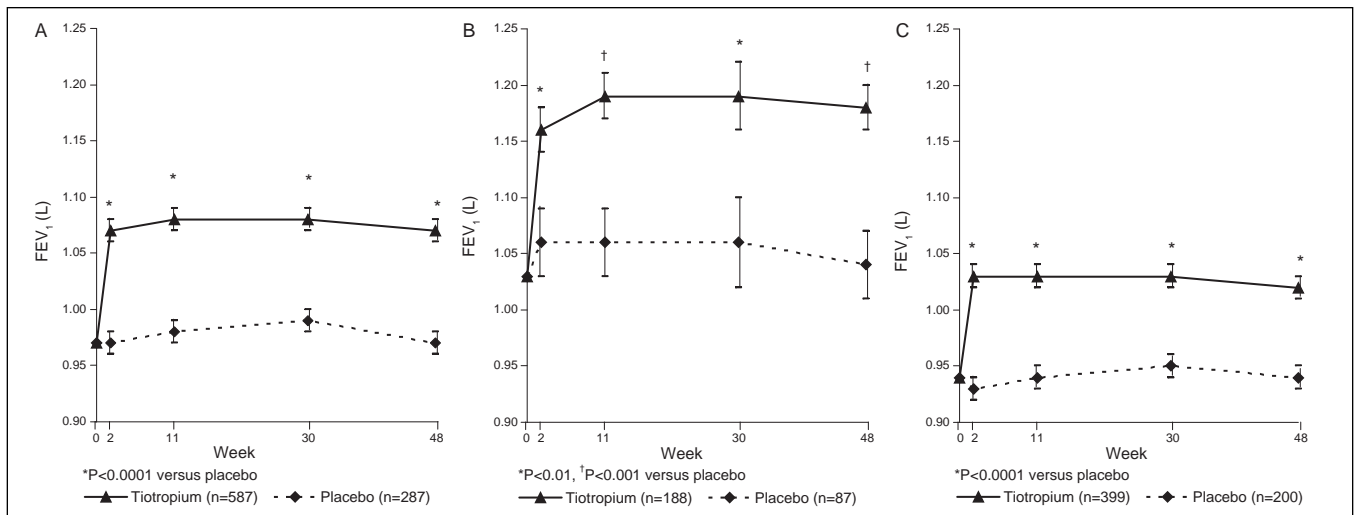 A
1.25
1.20
1.15
1.10
1.05
1.00
0.95
0.90
FEV1 (L)
* * * *
0 2 11 30 48
Week
*P<0.0001 versus placebo
Tiotropium (n=587) Placebo (n=287)
B
1.25
1.20
1.15
1.10
1.05
1.00
0.95
0.90
FEV1 (L)
* † * †
0 2 11 30 48
Week
*P<0.01, †P<0.001 versus placebo
Tiotropium (n=188) Placebo (n=87)
C
1.25
1.20
1.15
1.10
1.05
1.00
0.95
0.90
FEV1 (L)
* * * *
0 2 11 30 48
Week
*P<0.0001 versus placebo
Tiotropium (n=399) Placebo (n=200)